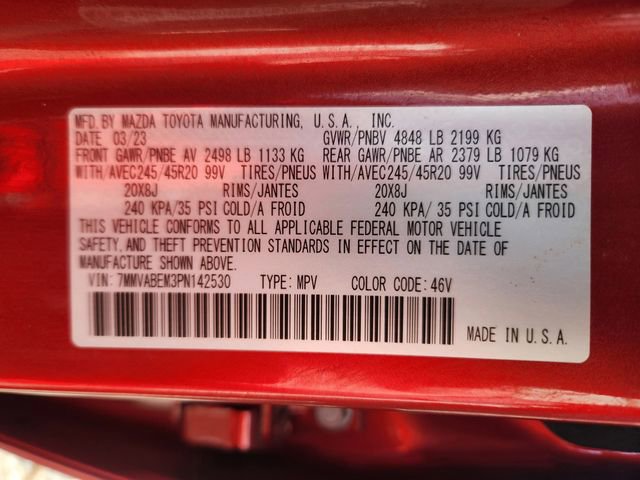 MFD. BY MAZDA TOYOTA MANUFACTURING, U.S.A., INC.
DATE 03/23 GVWR/PNBV 4848 LB 2199 KG
FRONT GAWR/PNBE AV 2498 LB 1133 KG REAR GAWR/PNBE AR 2379 LB 1079 KG
WITH/AVEC245/45R20 99V TIRES/PNEUS WITH/AVEC245/45R20 99V TIRES/PNEUS
20X8J RIMS/JANTES 20X8J RIMS/JANTES
240 KPA/35 PSI COLD/A FROID 240 KPA/ 35 PSI COLD/A FROID
THIS VEHICLE CONFORMS TO ALL APPLICABLE FEDERAL MOTOR VEHICLE
SAFETY, AND THEFT PREVENTION STANDARDS IN EFFECT ON THE DATE OF
MANUFACTURE SHOWN ABOVE.
VIN: 7MMVABEM3PN142530 TYPE: MPV COLOR CODE: 46V
MADE IN U.S.A.